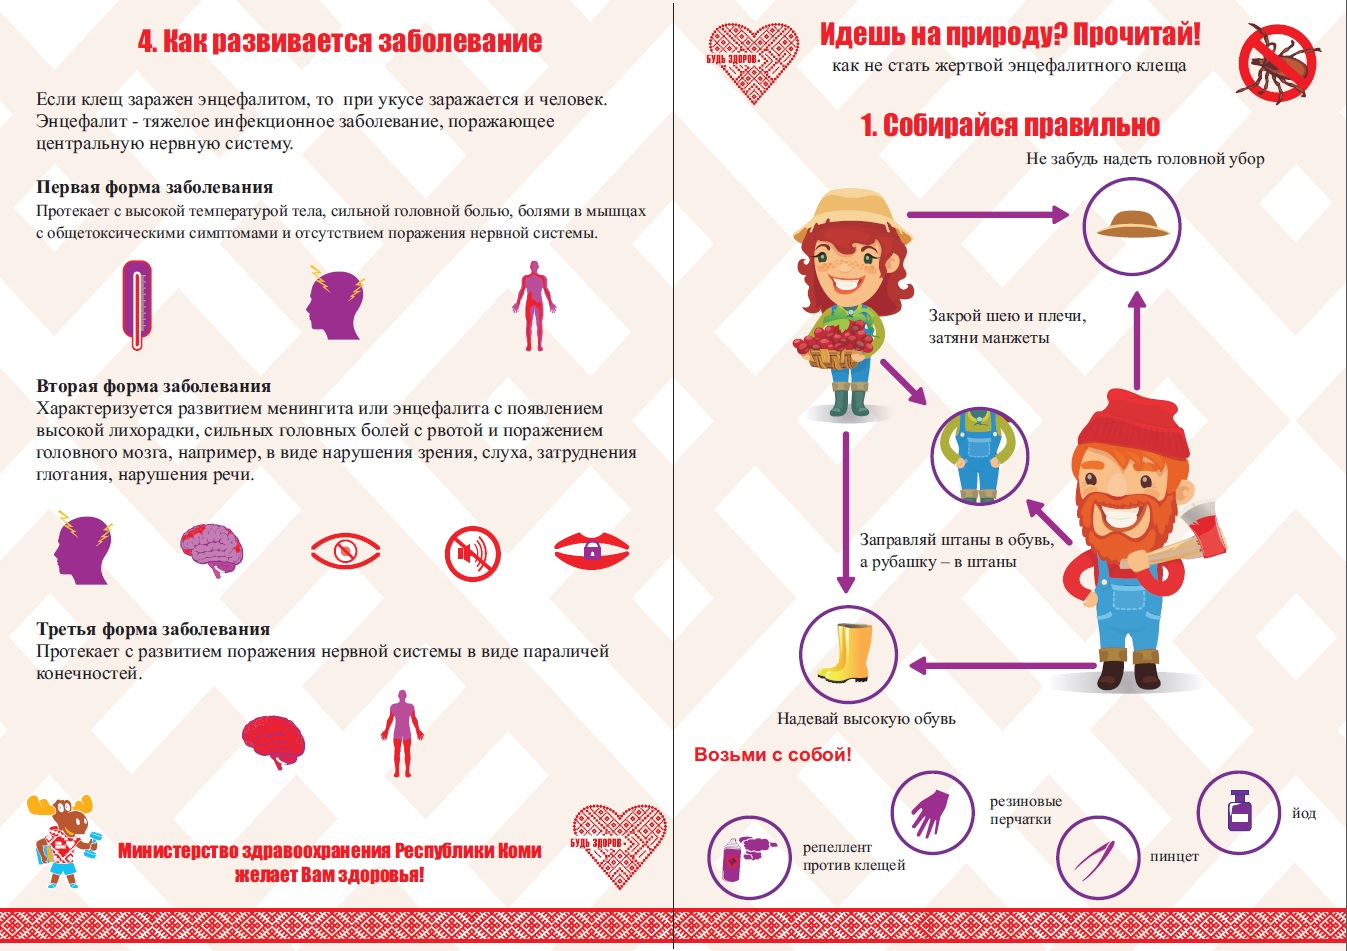 4. Как развивается заболевание
Если клещ заражен энцефалитом, то при укусе заражается и человек.
Энцефалит - тяжелое инфекционное заболевание, поражающее
центральную нервную систему.
Первая форма заболевания
Протекает с высокой температурой тела, сильной головной болью, болями в мышцах
с общетоксическими симптомами и отсутствием поражения нервной системы.
Вторая форма заболевания
Характеризуется развитием менингита или энцефалита с появлением
высокой лихорадки, сильных головных болей с рвотой и поражением
головного мозга, например, в виде нарушения зрения, слуха, затруднения
глотания, нарушения речи.
Третья форма заболевания
Протекает с развитием поражения нервной системы в виде параличей
конечностей.
Министерство здравоохранения Республики Коми
желает Вам здоровья!
БУДЬ ЗДОРОВ
БУДЬ ЗДОРОВ
Идешь на природу? Прочитай!
как не стать жертвой энцефалитного клеща
1. Собирайся правильно
Не забудь надеть головной убор
Закрой шею и плечи,
затяни манжеты
Заправляй штаны в обувь,
а рубашку – в штаны
Надевай высокую обувь
Возьми с собой!
репеллент
против клещей
резиновые
перчатки
пинцет
йод